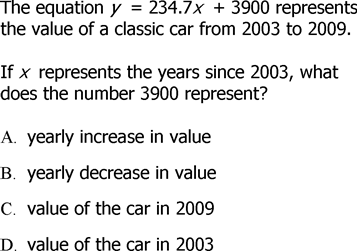 The equation y = 234.7x + 3900 represents
the value of a classic car from 2003 to 2009.
If x represents the years since 2003, what
does the number 3900 represent?
A. yearly increase in value
B. yearly decrease in value
C. value of the car in 2009
D. value of the car in 2003